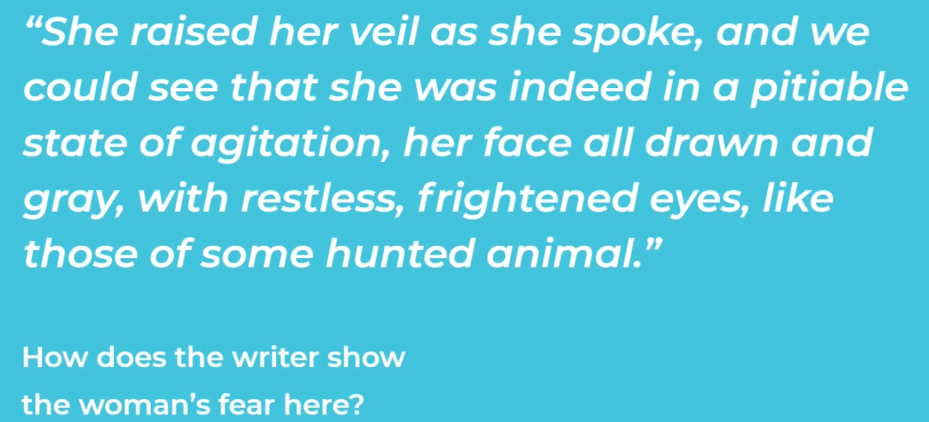 “She raised her veil as she spoke, and we
could see that she was indeed in a pitiable
state of agitation, her face all drawn and
gray, with restless, frightened eyes, like
those of some hunted animal.”
How does the writer show
the woman’s fear here?